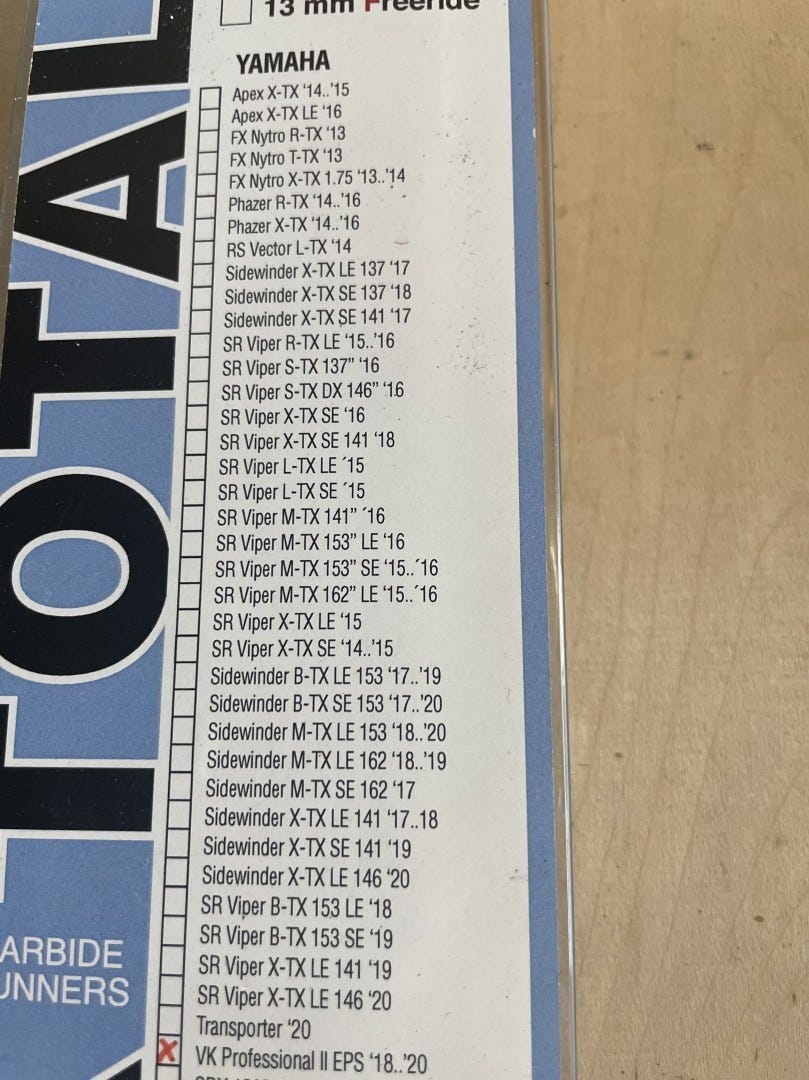 13 mm Freeride
YAMAHA
Apex X-TX '14..'15
Apex X-TX LE '16
FX Nytro R-TX '13
FX Nytro T-TX '13
FX Nytro X-TX 1.75 '13..'14
Phazer R-TX '14..'16
Phazer X-TX '14..'16
RS Vector L-TX '14
Sidewinder X-TX LE 137 '17
Sidewinder X-TX SE 137 '18
Sidewinder X-TX SE 141 '17
SR Viper R-TX LE '15..'16
SR Viper S-TX 137” '16
SR Viper S-TX DX 146” '16
SR Viper X-TX SE '16
SR Viper X-TX SE 141 '18
SR Viper L-TX LE ´15
SR Viper L-TX SE ´15
SR Viper M-TX 141” ´16
SR Viper M-TX 153” LE '16
SR Viper M-TX 153” SE '15..´16
SR Viper M-TX 162” LE '15..´16
SR Viper X-TX LE '15
SR Viper X-TX SE '14..'15
Sidewinder B-TX LE 153 '17..'19
Sidewinder B-TX SE 153 '17..'20
Sidewinder M-TX LE 153 '18..'20
Sidewinder M-TX LE 162 '18..'19
Sidewinder M-TX SE 162 '17
Sidewinder X-TX LE 141 '17..18
Sidewinder X-TX SE 141 '19
Sidewinder X-TX LE 146 '20
SR Viper B-TX 153 LE '18
SR Viper B-TX 153 SE '19
SR Viper X-TX LE 141 '19
SR Viper X-TX LE 146 '20
Transporter '20
X VK Professional II EPS '18..'20
TOTAL
ARBIDE
UNNERS